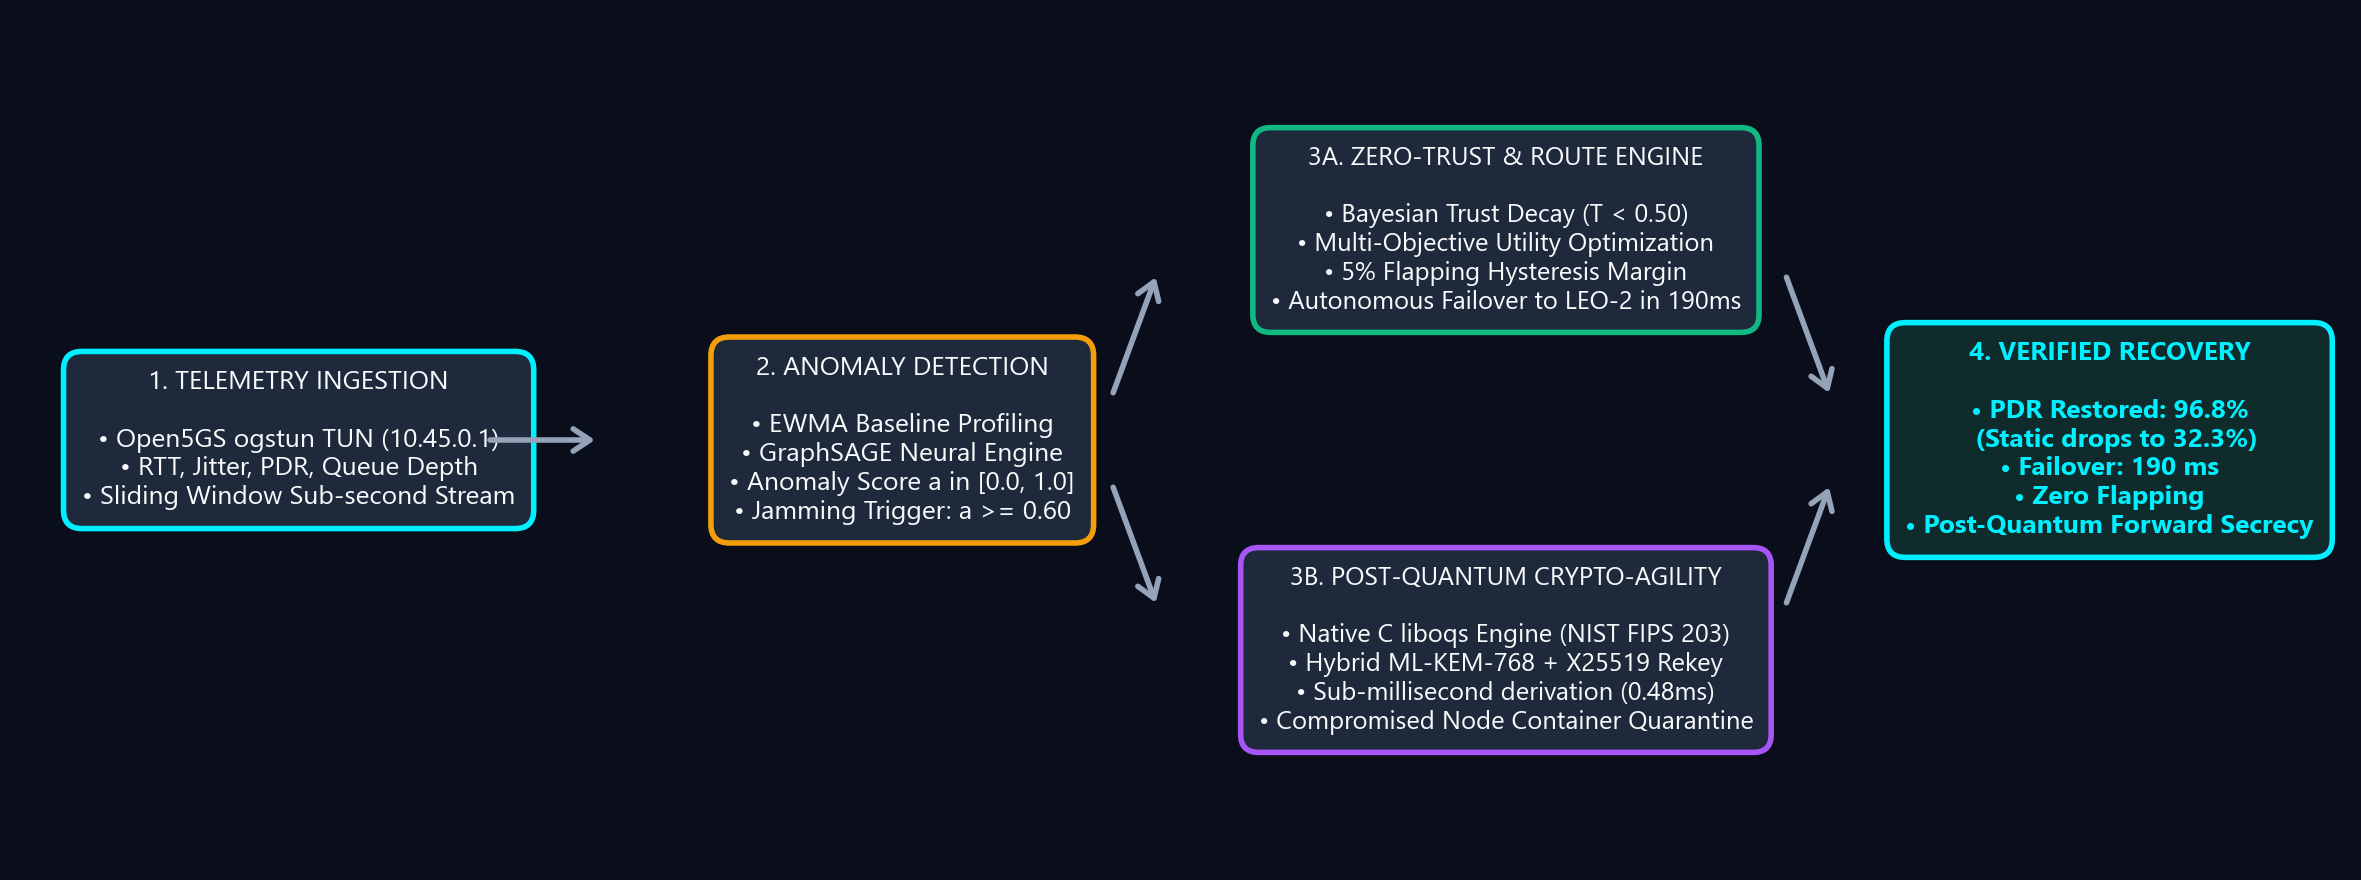 1. TELEMETRY INGESTION
• Open5GS ogstun TUN (10.45.0.1)
• RTT, Jitter, PDR, Queue Depth
• Sliding Window Sub-second Stream
2. ANOMALY DETECTION
• EWMA Baseline Profiling
• GraphSAGE Neural Engine
• Anomaly Score a in [0.0, 1.0]
• Jamming Trigger: a >= 0.60
3A. ZERO-TRUST & ROUTE ENGINE
• Bayesian Trust Decay (T < 0.50)
• Multi-Objective Utility Optimization
• 5% Flapping Hysteresis Margin
• Autonomous Failover to LEO-2 in 190ms
3B. POST-QUANTUM CRYPTO-AGILITY
• Native C liboqs Engine (NIST FIPS 203)
• Hybrid ML-KEM-768 + X25519 Rekey
• Sub-millisecond derivation (0.48ms)
• Compromised Node Container Quarantine
4. VERIFIED RECOVERY
• PDR Restored: 96.8%
(Static drops to 32.3%)
• Failover: 190 ms
• Zero Flapping
• Post-Quantum Forward Secrecy